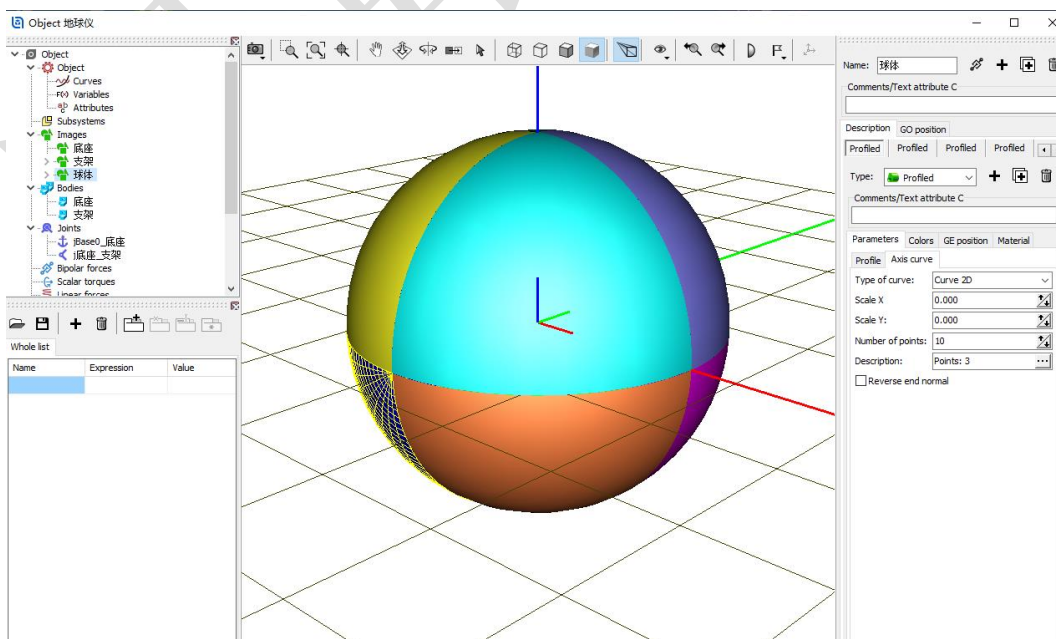 Object 地球仪
Object
Object
Curves
F(x) Variables
Attributes
Subsystems
Images
底座
支架
球体
Bodies
底座
支架
Joints
jBase0_底座
j底座_支架
Bipolar forces
Scalar torques
Linear forces
Whole list
Name Expression Value
Name: 球体
Comments/Text attribute C
Description GO position
Profiled Profiled Profiled Profiled
Type: Profiled
Comments/Text attribute C
Parameters Colors GE position Material
Profile Axis curve
Type of curve: Curve 2D
Scale X 0.000
Scale Y: 0.000
Number of points: 10
Description: Points: 3
Reverse end normal